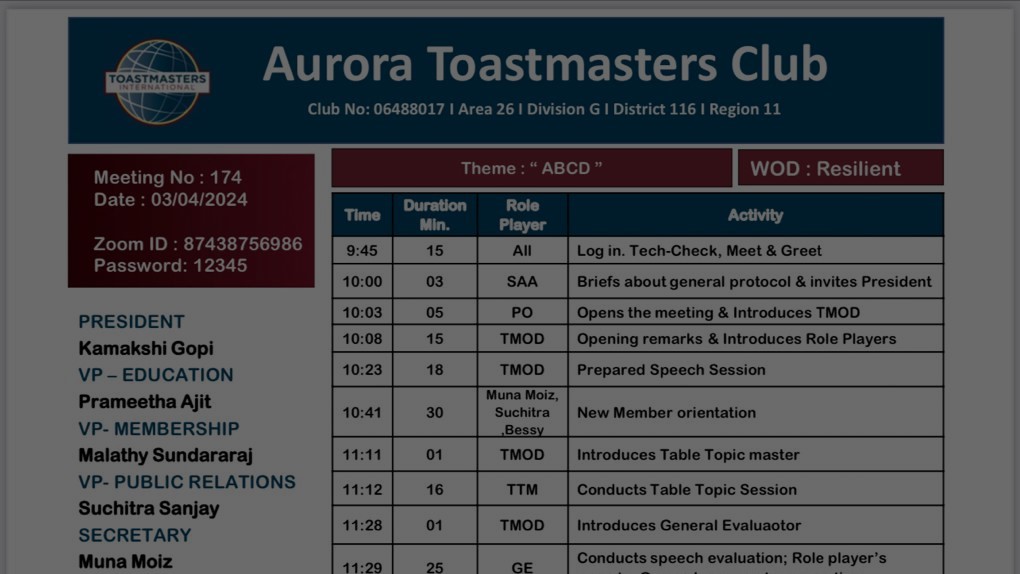 Aurora Toastmasters Club
TOASTMASTERS
INTERNATIONAL
Club No: 06488017 I Area 26 I Division G I District 116 I Region 11
Meeting No : 174
Date : 03/04/2024
Zoom ID : 87438756986
Password: 12345
PRESIDENT
Kamakshi Gopi
VP – EDUCATION
Prameetha Ajit
VP- MEMBERSHIP
Malathy Sundararaj
VP- PUBLIC RELATIONS
Suchitra Sanjay
SECRETARY
Muna Moiz
Theme : “ ABCD ”
WOD : Resilient
Time Duration Min. Role Player Activity
9:45 15 All Log in. Tech-Check, Meet & Greet
10:00 03 SAA Briefs about general protocol & invites President
10:03 05 PO Opens the meeting & Introduces TMOD
10:08 15 TMOD Opening remarks & Introduces Role Players
10:23 18 TMOD Prepared Speech Session
10:41 30 Muna Moiz, Suchitra ,Bessy New Member orientation
11:11 01 TMOD Introduces Table Topic master
11:12 16 TTM Conducts Table Topic Session
11:28 01 TMOD Introduces General Evaluaotor
11:29 25 GE Conducts speech evaluation; Role player’s